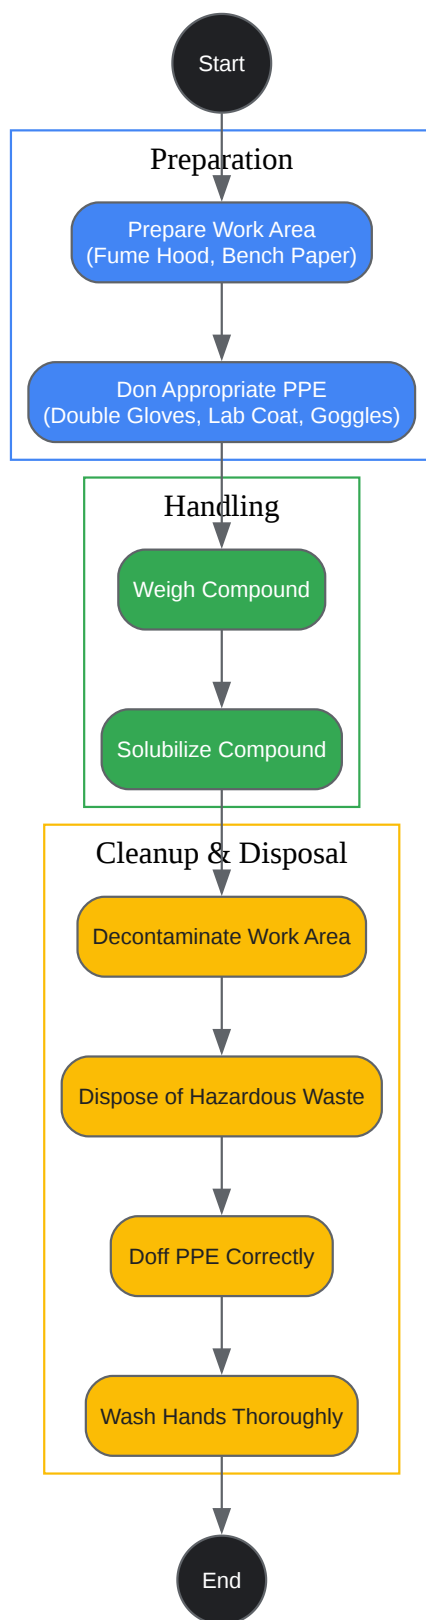 Start
Preparation
Prepare Work Area
(Fume Hood, Bench Paper)
Don Appropriate PPE
(Double Gloves, Lab Coat, Goggles)
Handling
Weigh Compound
Solubilize Compound
Cleanup & Disposal
Decontaminate Work Area
Dispose of Hazardous Waste
Doff PPE Correctly
Wash Hands Thoroughly
End